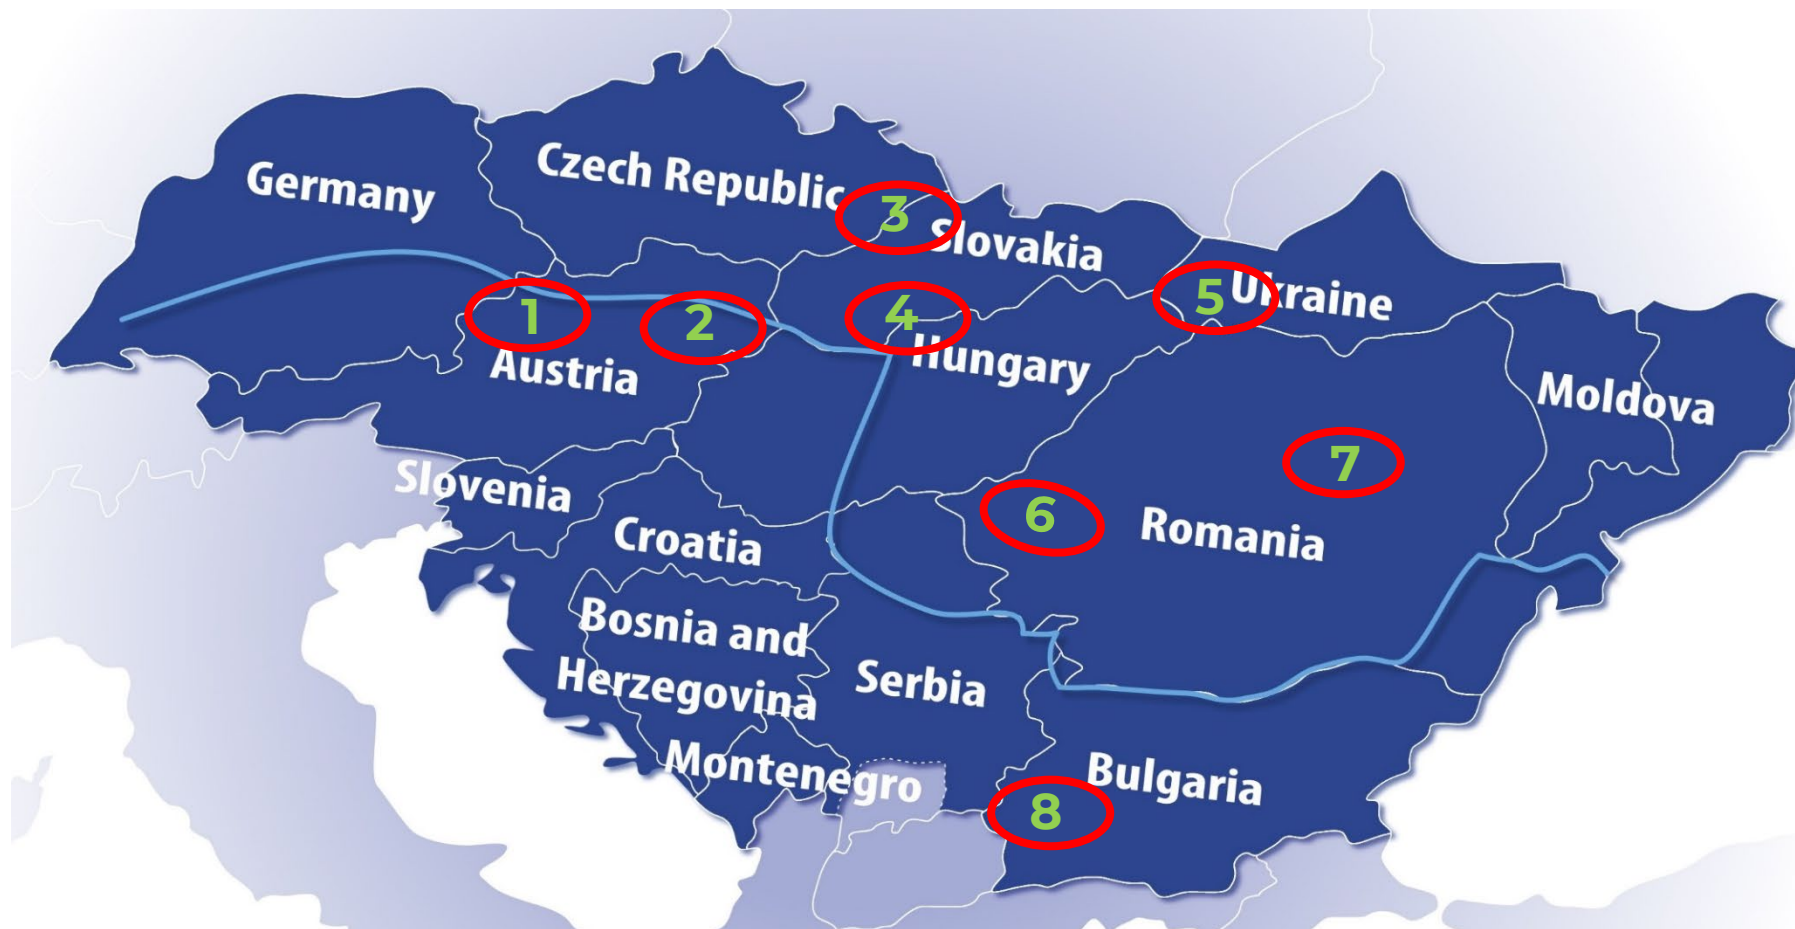 Germany
Czech Republic
3
Slovakia
5
Ukraine
1
2
4
Austria
Hungary
Moldova
Slovenia
7
6
Romania
Croatia
Bosnia and
Herzegovina
Serbia
Montenegro
Bulgaria
8